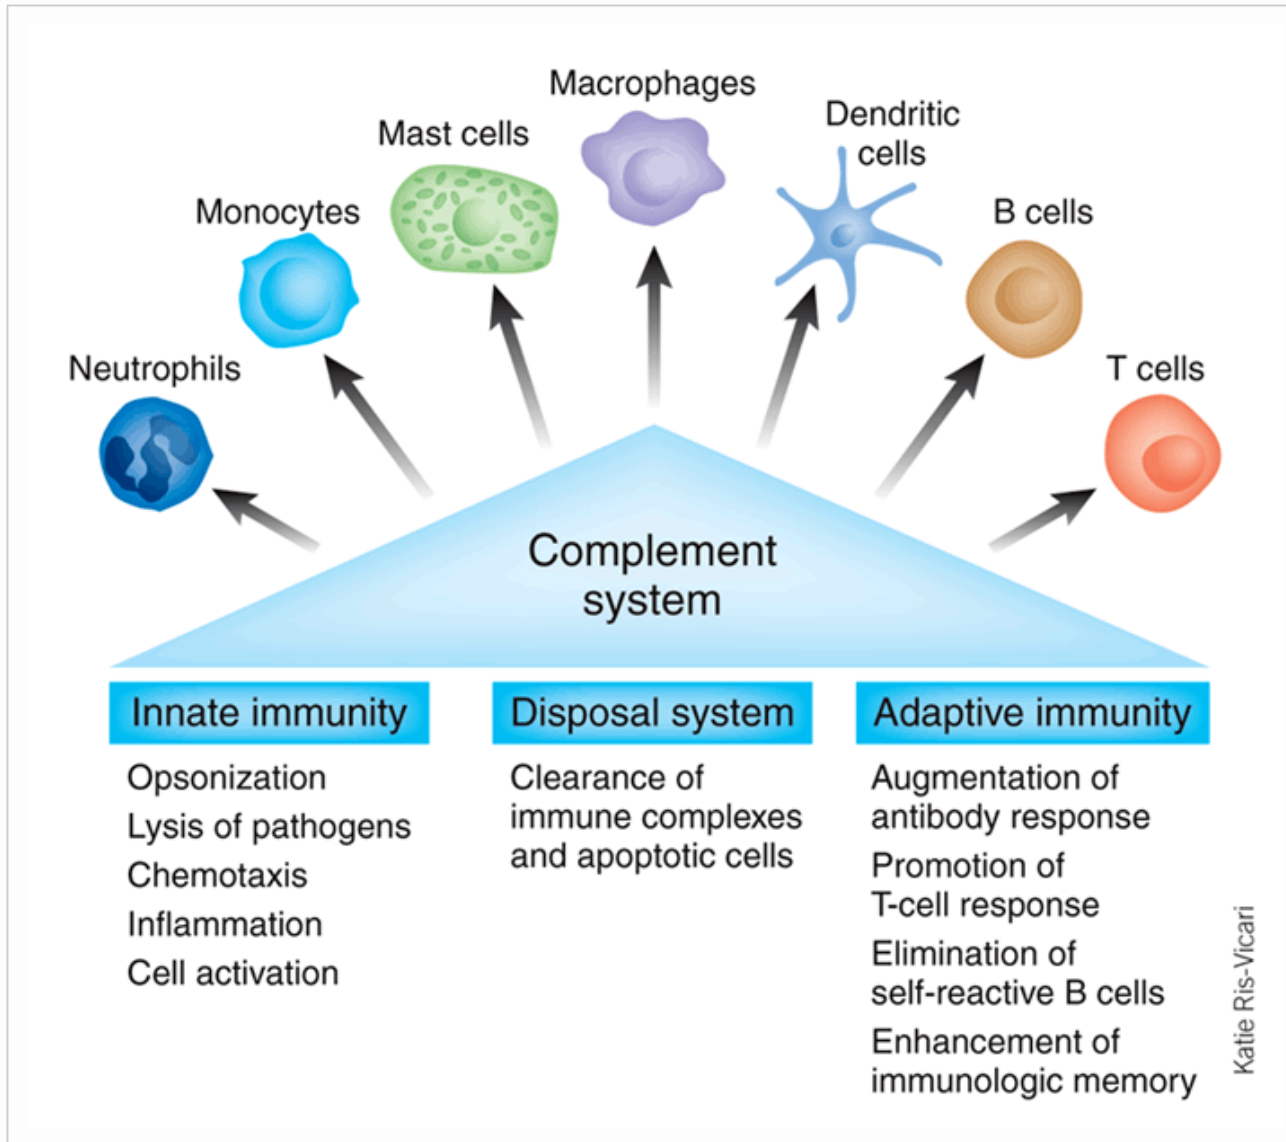 Macrophages
Dendritic
cells
Mast cells
Monocytes
B cells
Neutrophils
T cells
Complement
system
Innate immunity
Opsonization
Lysis of pathogens
Chemotaxis
Inflammation
Cell activation
Disposal system
Clearance of
immune complexes
and apoptotic cells
Adaptive immunity
Augmentation of
antibody response
Promotion of
T-cell response
Elimination of
self-reactive B cells
Enhancement of
immunologic memory
Katie Ris-Vicari